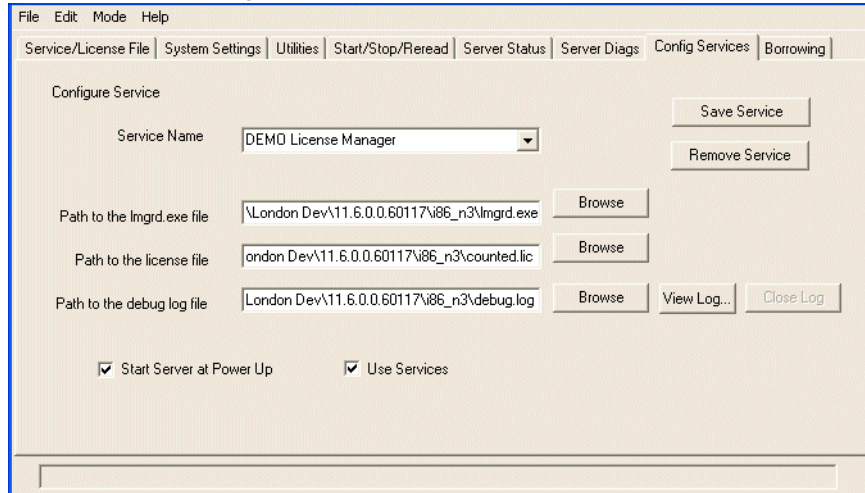 File Edit Mode Help
Service/License File System Settings Utilities Start/Stop/Reread Server Status Server Diags Config Services Borrowing
Configure Service
Save Service
Service Name DEMO License Manager
Remove Service
Path to the lmgrd.exe file \London Dev\11.6.0.0.60117\i86_n3\lmgrd.exe Browse
Path to the license file ondon Dev\11.6.0.0.60117\i86_n3\counted.lic Browse
Path to the debug log file London Dev\11.6.0.0.60117\i86_n3\debug.log Browse View Log... Close Log
Start Server at Power Up Use Services